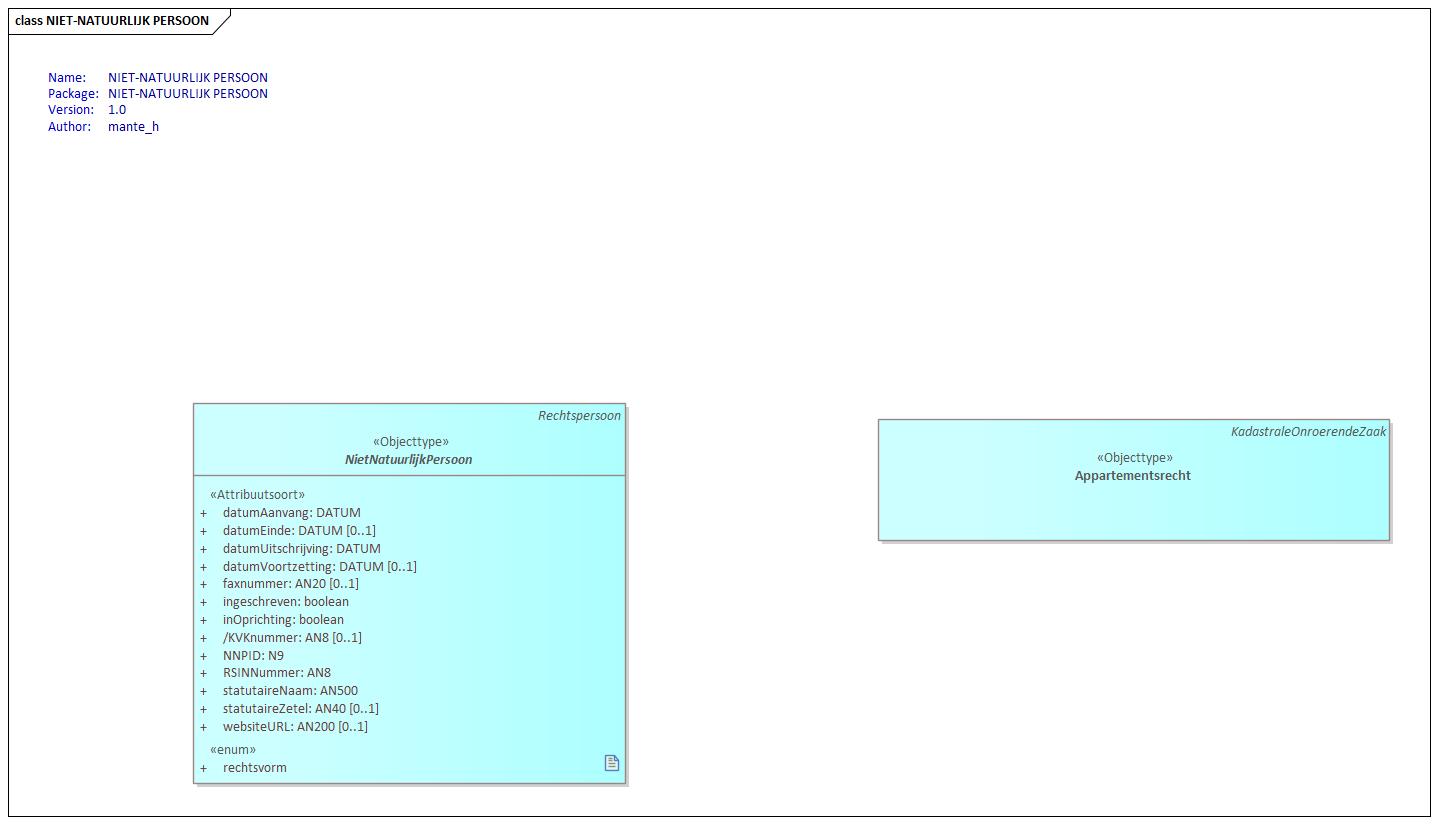 class NIET-NATUURLIJK PERSOON
Name: NIET-NATUURLIJK PERSOON
Package: NIET-NATUURLIJK PERSOON
Version: 1.0
Author: mante_h
Rechtspersoon
«Objecttype»
NietNatuurlijkPersoon
«Attribuutsoort»
+ datumAanvang: DATUM
+ datumEinde: DATUM [0..1]
+ datumUitschrijving: DATUM
+ datumVoortzetting: DATUM [0..1]
+ faxnummer: AN20 [0..1]
+ ingeschreven: boolean
+ inOprichting: boolean
+ /KVKnummer: AN8 [0..1]
+ NNPID: N9
+ RSINNummer: AN8
+ statutaireNaam: AN500
+ statutaireZetel: AN40 [0..1]
+ websiteURL: AN200 [0..1]
«enum»
+ rechtsvorm
KadastraleOnroerendeZaak
«Objecttype»
Appartementsrecht